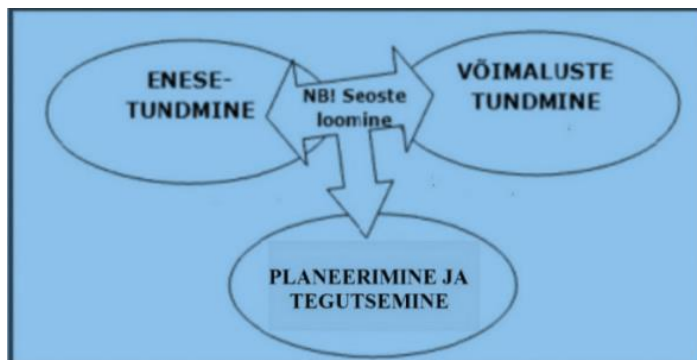 ENESE-
TUNDMINE
NB! Seoste
loomine
VÕIMALUSTE
TUNDMINE
PLANEERIMINE JA
TEGUTSEMINE